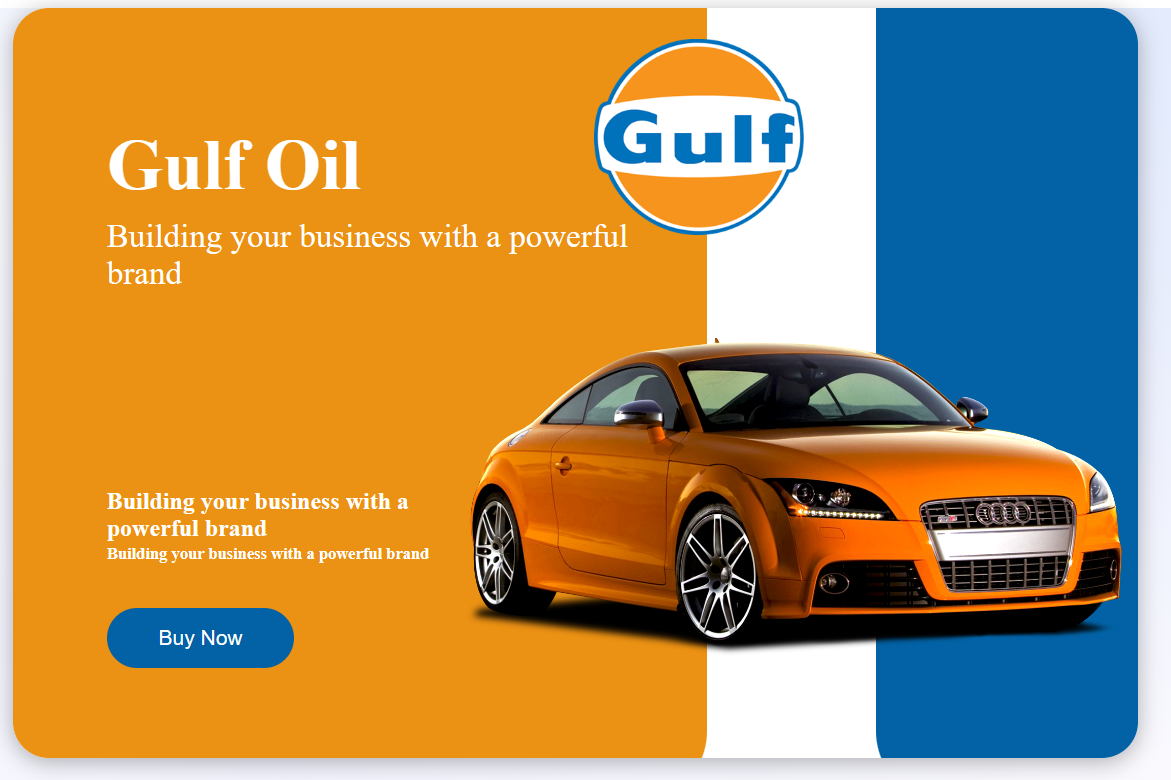 Gulf
Gulf Oil
Building your business with a powerful
brand
Building your business with a
powerful brand
Building your business with a powerful brand
Buy Now